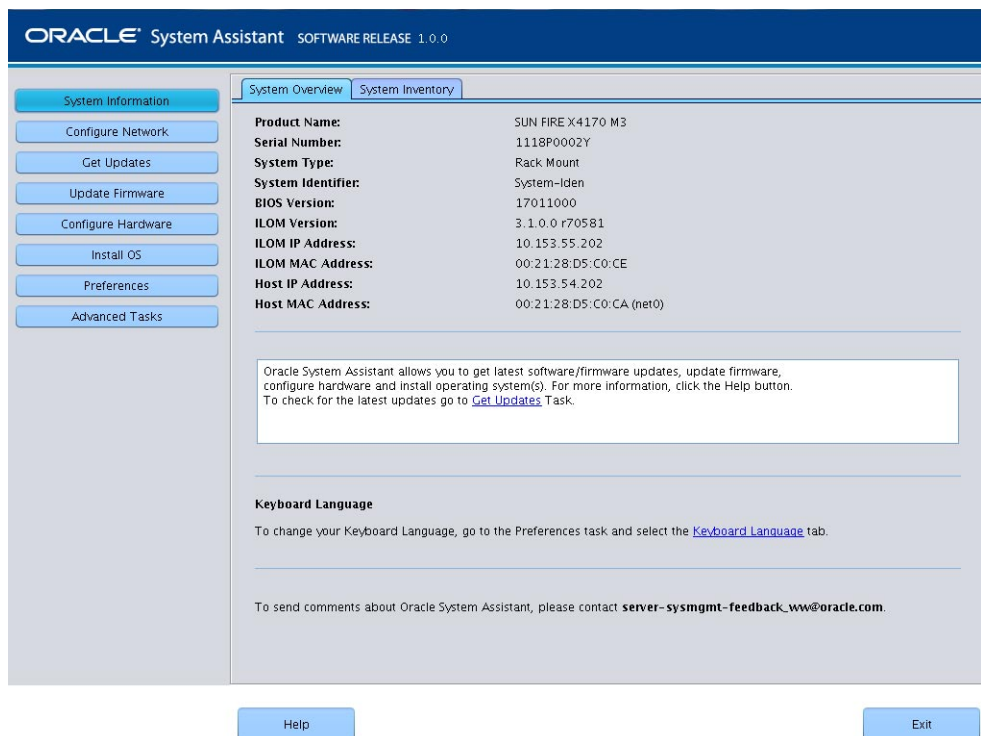 ORACLE System Assistant SOFTWARE RELEASE 1.0.0
System Information
Configure Network
Get Updates
Update Firmware
Configure Hardware
Install OS
Preferences
Advanced Tasks
System Overview System Inventory
Product Name: SUN FIRE X4170 M3
Serial Number: 1118P0002Y
System Type: Rack Mount
System Identifier: System-Iden
BIOS Version: 17011000
ILOM Version: 3.1.0.0 r70581
ILOM IP Address: 10.153.55.202
ILOM MAC Address: 00:21:28:D5:C0:CE
Host IP Address: 10.153.54.202
Host MAC Address: 00:21:28:D5:C0:CA (net0)
Oracle System Assistant allows you to get latest software/firmware updates, update firmware,
configure hardware and install operating system(s). For more information, click the Help button.
To check for the latest updates go to Get Updates Task.
Keyboard Language
To change your Keyboard Language, go to the Preferences task and select the Keyboard Language tab.
To send comments about Oracle System Assistant, please contact server-sysmgmt-feedback_ww@oracle.com.
Help
Exit